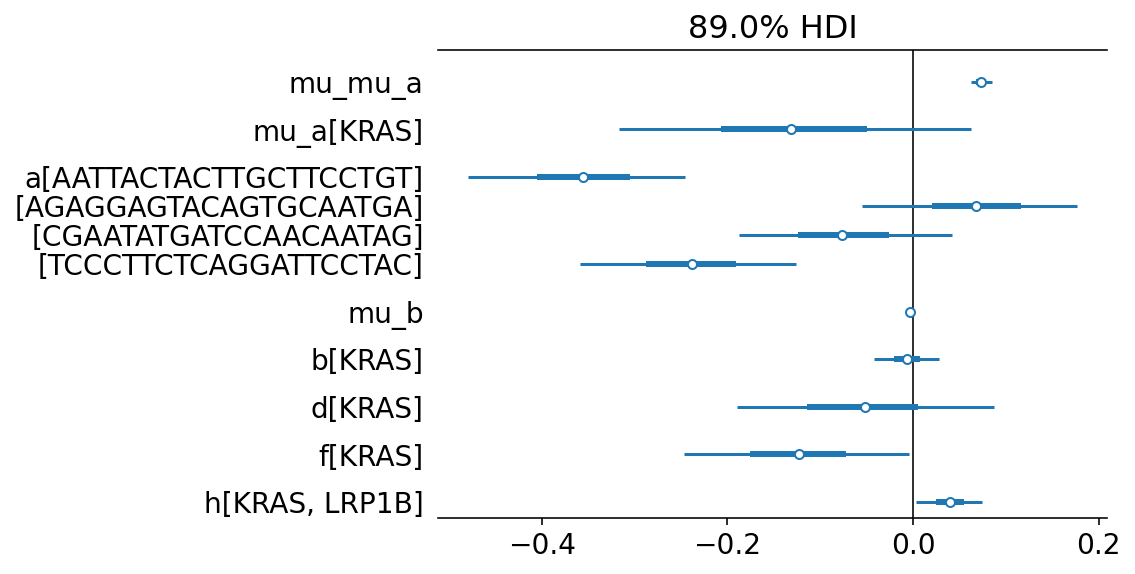 89.0% HDI
mu_mu_a
mu_a[KRAS]
a[AATTACTACTTGCTTCCTGT]
[AGAGGAGTACAGTGCAATGA]
[CGAATATGATCCAACAATAG]
[TCCCTTCTCAGGATTCCTAC]
mu_b
b[KRAS]
d[KRAS]
f[KRAS]
h[KRAS, LRP1B]
−0.4 −0.2 0.0 0.2